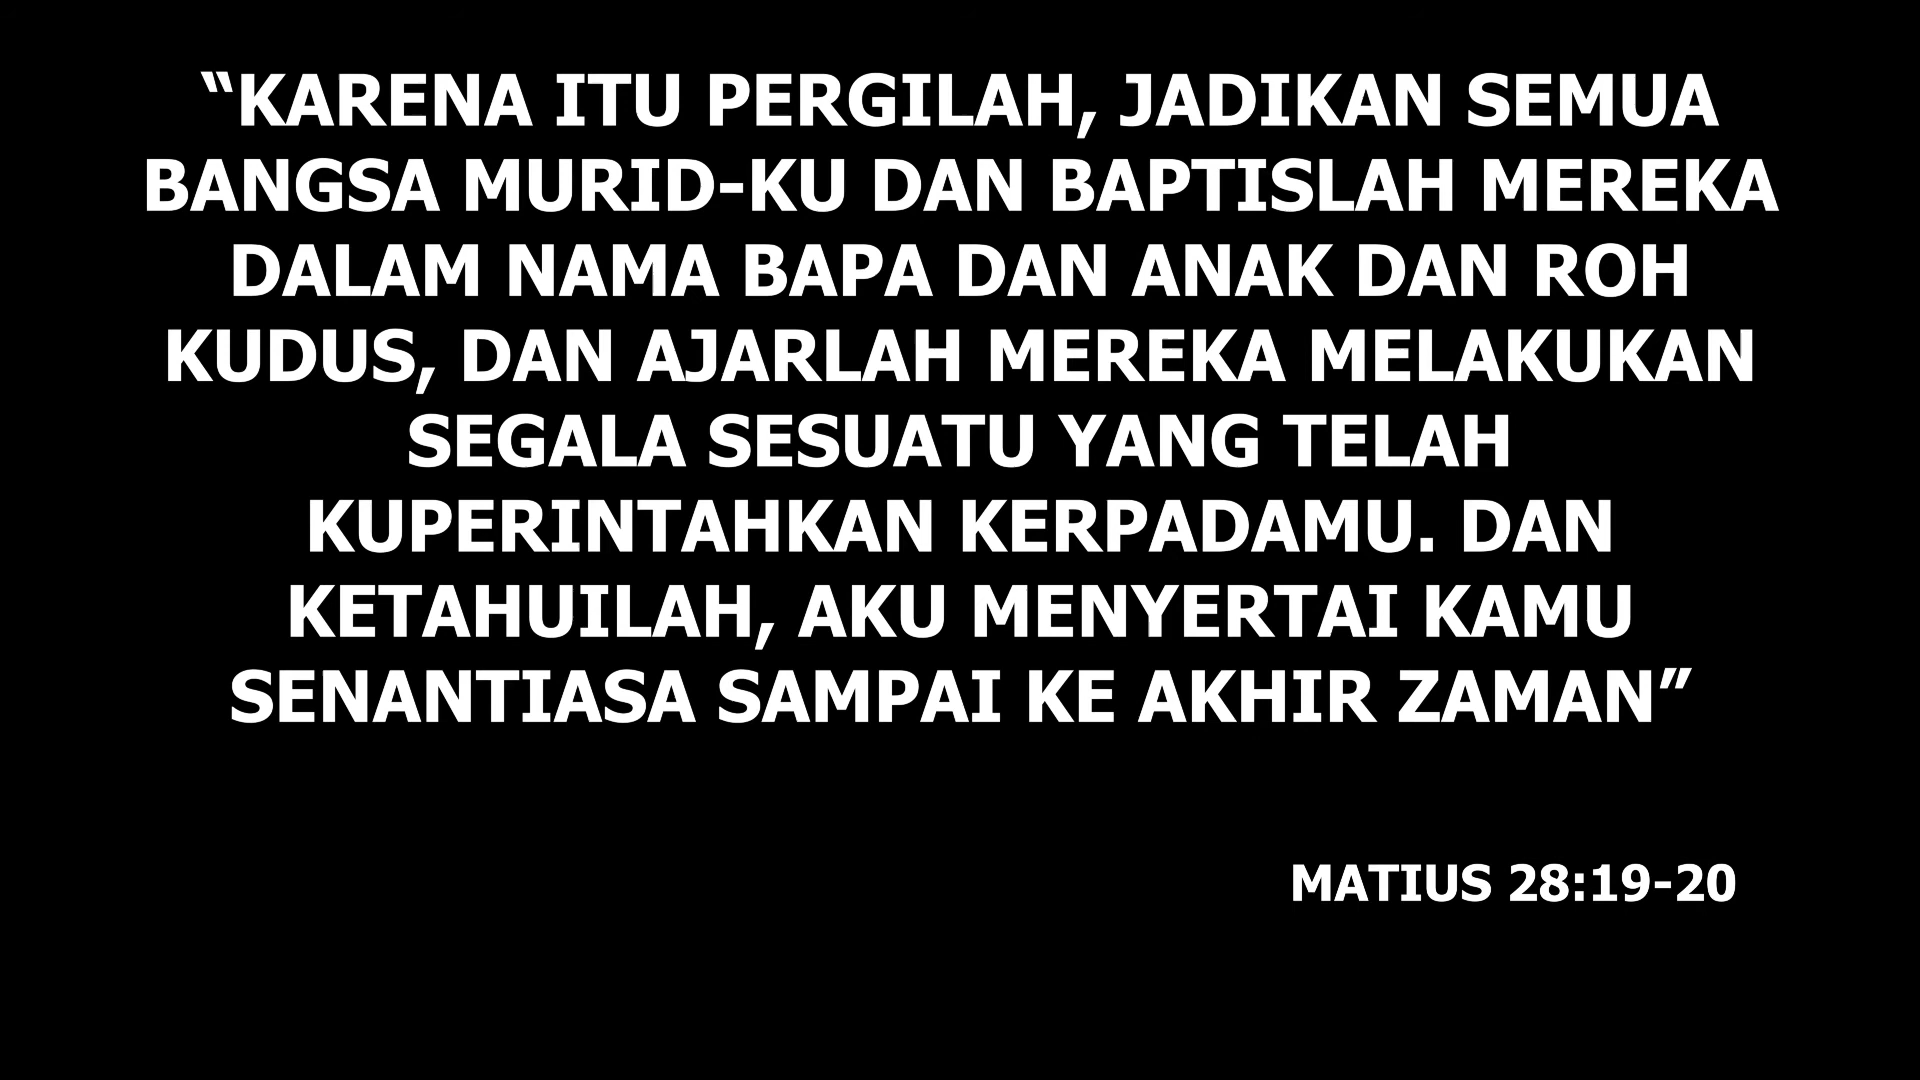 “KARENA ITU PERGILAH, JADIKAN SEMUA
BANGSA MURID-KU DAN BAPTISLAH MEREKA
DALAM NAMA BAPA DAN ANAK DAN ROH
KUDUS, DAN AJARLAH MEREKA MELAKUKAN
SEGALA SESUATU YANG TELAH
KUPERINTAHKAN KERPADAMU. DAN
KETAHUILAH, AKU MENYERTAI KAMU
SENANTIASA SAMPAI KE AKHIR ZAMAN”
MATIUS 28:19-20